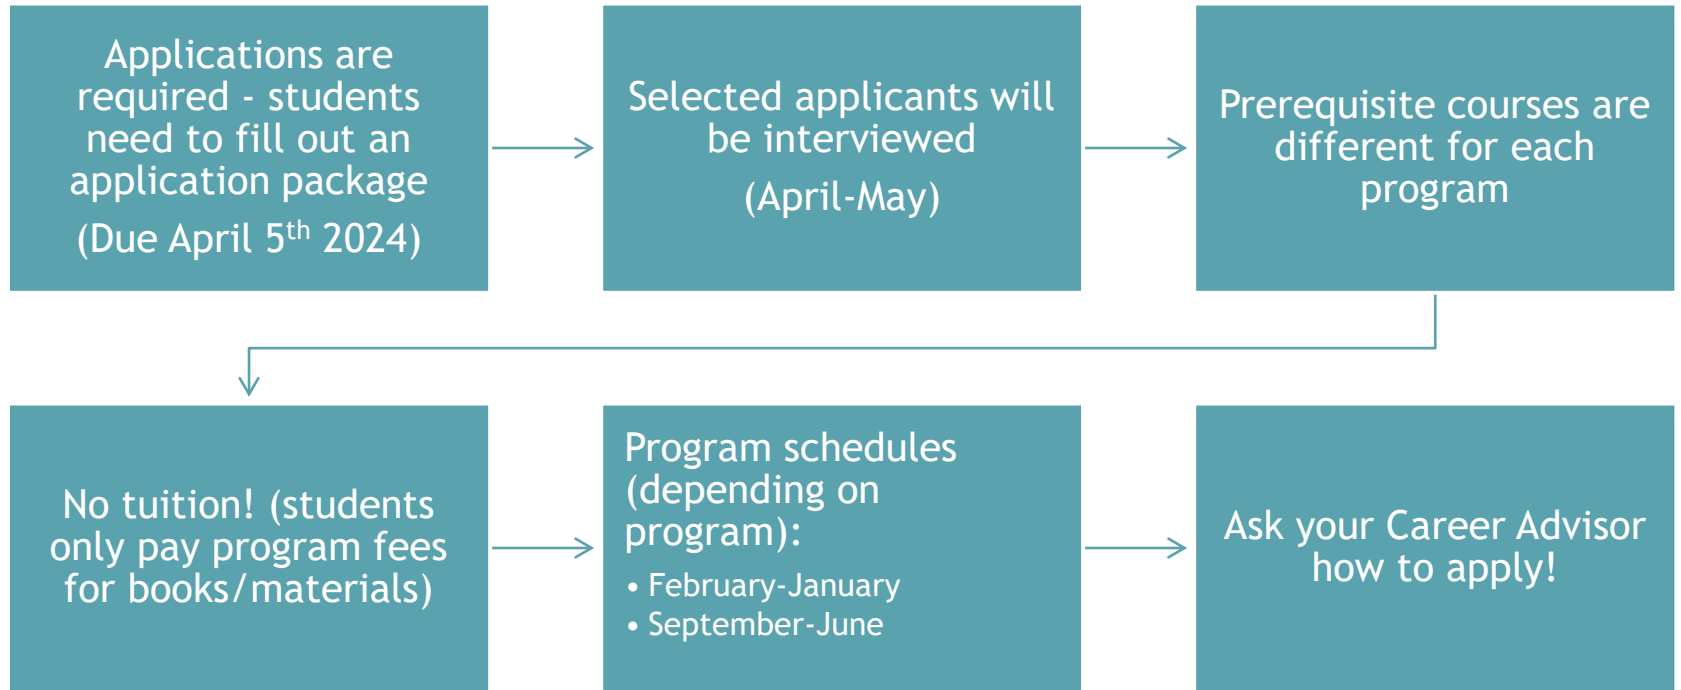 Applications are
required - students
need to fill out an
application package
(Due April 5th 2024)
Selected applicants will
be interviewed
(April-May)
Prerequisite courses are
different for each
program
No tuition! (students
only pay program fees
for books/materials)
Program schedules
(depending on
program):
• February-January
• September-June
Ask your Career Advisor
how to apply!